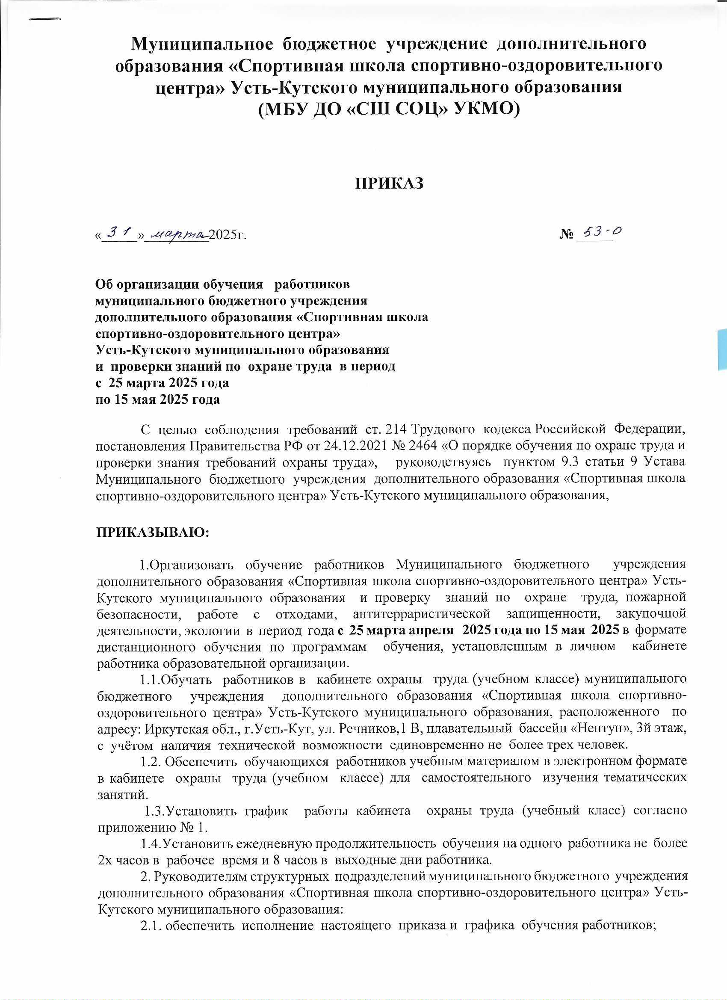 Муниципальное бюджетное учреждение дополнительного
образования «Спортивная школа спортивно-оздоровительного
центра» Усть-Кутского муниципального образования
(МБУ ДО «СШ СОЦ» УКМО)
ПРИКАЗ
«31» марта 2025г. № 53-О
Об организации обучения работников
муниципального бюджетного учреждения
дополнительного образования «Спортивная школа
спортивно-оздоровительного центра»
Усть-Кутского муниципального образования
и проверки знаний по охране труда в период
с 25 марта 2025 года
по 15 мая 2025 года
С целью соблюдения требований ст. 214 Трудового кодекса Российской Федерации,
постановления Правительства РФ от 24.12.2021 № 2464 «О порядке обучения по охране труда и
проверки знания требований охраны труда», руководствуясь пунктом 9.3 статьи 9 Устава
Муниципального бюджетного учреждения дополнительного образования «Спортивная школа
спортивно-оздоровительного центра» Усть-Кутского муниципального образования,
ПРИКАЗЫВАЮ:
1.Организовать обучение работников Муниципального бюджетного учреждения
дополнительного образования «Спортивная школа спортивно-оздоровительного центра» Усть-
Кутского муниципального образования и проверку знаний по охране труда, пожарной
безопасности, работе с отходами, антитеррористической защищенности, закупочной
деятельности, экологии в период года с 25 марта апреля 2025 года по 15 мая 2025 в формате
дистанционного обучения по программам обучения, установленным в личном кабинете
работника образовательной организации.
1.1.Обучать работников в кабинете охраны труда (учебном классе) муниципального
бюджетного учреждения дополнительного образования «Спортивная школа спортивно-
оздоровительного центра» Усть-Кутского муниципального образования, расположенного по
адресу: Иркутская обл., г.Усть-Кут, ул. Речников,1 В, плавательный бассейн «Нептун», 3й этаж,
с учётом наличия технической возможности единовременно не более трех человек.
1.2. Обеспечить обучающихся работников учебным материалом в электронном формате
в кабинете охраны труда (учебном классе) для самостоятельного изучения тематических
занятий.
1.3.Установить график работы кабинета охраны труда (учебный класс) согласно
приложению № 1.
1.4.Установить ежедневную продолжительность обучения на одного работника не более
2х часов в рабочее время и 8 часов в выходные дни работника.
2. Руководителям структурных подразделений муниципального бюджетного учреждения
дополнительного образования «Спортивная школа спортивно-оздоровительного центра» Усть-
Кутского муниципального образования:
2.1. обеспечить исполнение настоящего приказа и графика обучения работников;